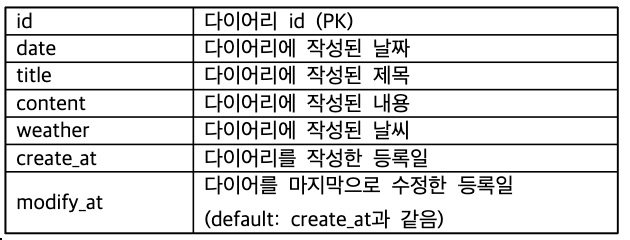 id 다이어리 id (PK)
date 다이어리에 작성된 날짜
title 다이어리에 작성된 제목
content 다이어리에 작성된 내용
weather 다이어리에 작성된 날씨
create_at 다이어리를 작성한 등록일
modify_at 다이어를 마지막으로 수정한 등록일
(default: create_at과 같음)